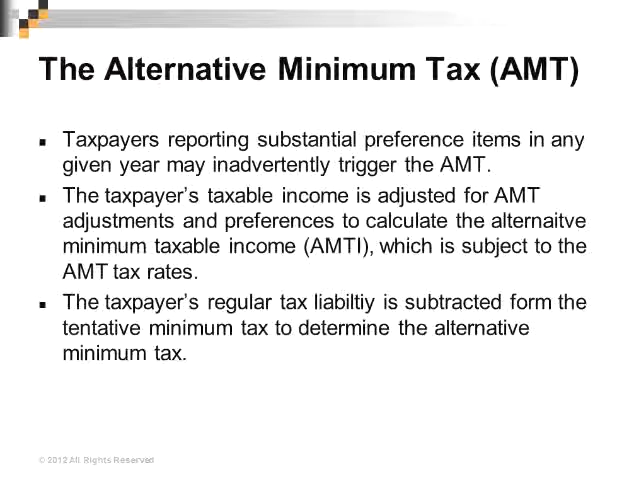 The Alternative Minimum Tax (AMT)
Taxpayers reporting substantial preference items in any
given year may inadvertently trigger the AMT.
The taxpayer's taxable income is adjusted for AMT
adjustments and preferences to calculate the alternaitve
minimum taxable income (AMTI), which is subject to the
AMT tax rates.
The taxpayer's regular tax liabiltiy is subtracted form the
tentative minimum tax to determine the alternative
minimum tax.
© 2012 All Rights Reserved